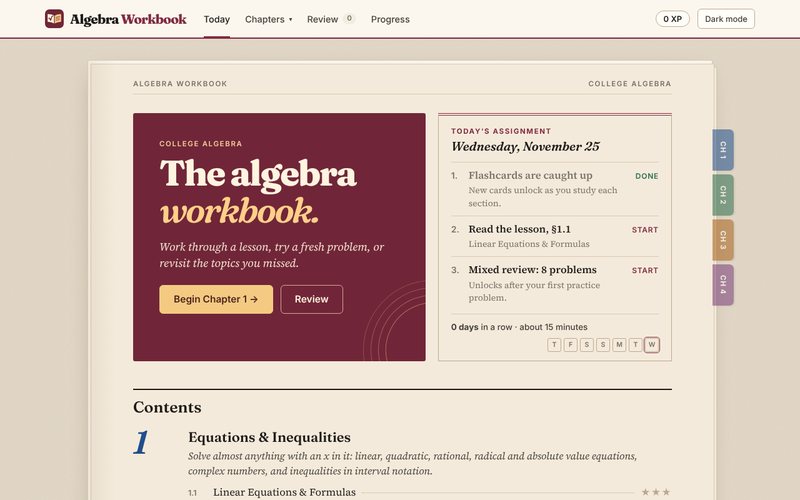 Algebra Workbook
Today
Chapters ▾
Review 0
Progress
0 XP
Dark mode
ALGEBRA WORKBOOK
COLLEGE ALGEBRA
COLLEGE ALGEBRA
The algebra
workbook.
Work through a lesson, try a fresh problem, or
revisit the topics you missed.
Begin Chapter 1 →
Review
TODAY'S ASSIGNMENT
Wednesday, November 25
1. Flashcards are caught up DONE
New cards unlock as you study each
section.
2. Read the lesson, §1.1 START
Linear Equations & Formulas
3. Mixed review: 8 problems START
Unlocks after your first practice
problem.
0 days in a row · about 15 minutes
T F S S M T W
CH 1
CH 2
CH 3
CH 4
Contents
1
Equations & Inequalities
Solve almost anything with an x in it: linear, quadratic, rational, radical and absolute value equations,
complex numbers, and inequalities in interval notation.
1.1 Linear Equations & Formulas ★★★